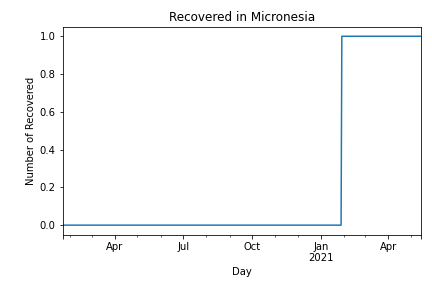 Recovered in Micronesia
Number of Recovered
1.0
0.8
0.6
0.4
0.2
0.0
Apr Jul Oct Jan Apr
2021
Day